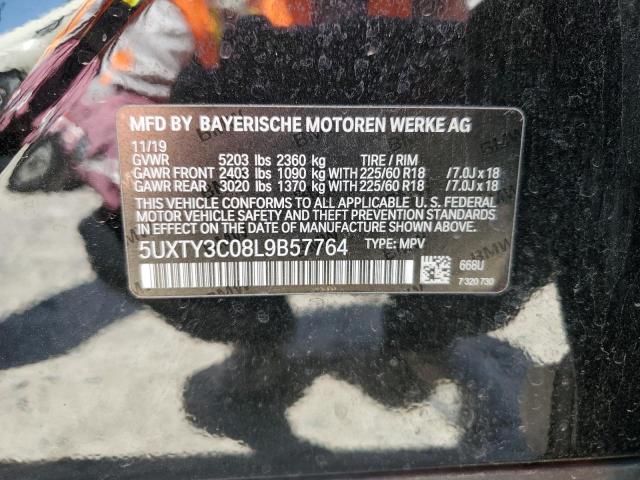 MFD BY BAYERISCHE MOTOREN WERKE AG
11/19
GVWR 5203 lbs 2360 kg TIRE / RIM
GAWR FRONT 2403 lbs 1090 kg WITH 225/60 R18 /7.0J x 18
GAWR REAR 3020 lbs 1370 kg WITH 225/60 R18 /7.0J x 18
THIS VEHICLE CONFORMS TO ALL APPLICABLE U. S. FEDERAL
MOTOR VEHICLE SAFETY AND THEFT PREVENTION STANDARDS
IN EFFECT ON THE DATE OF MANUFACTURE SHOWN ABOVE.
5UXTY3C08L9B57764 TYPE: MPV
668U
7 320 730